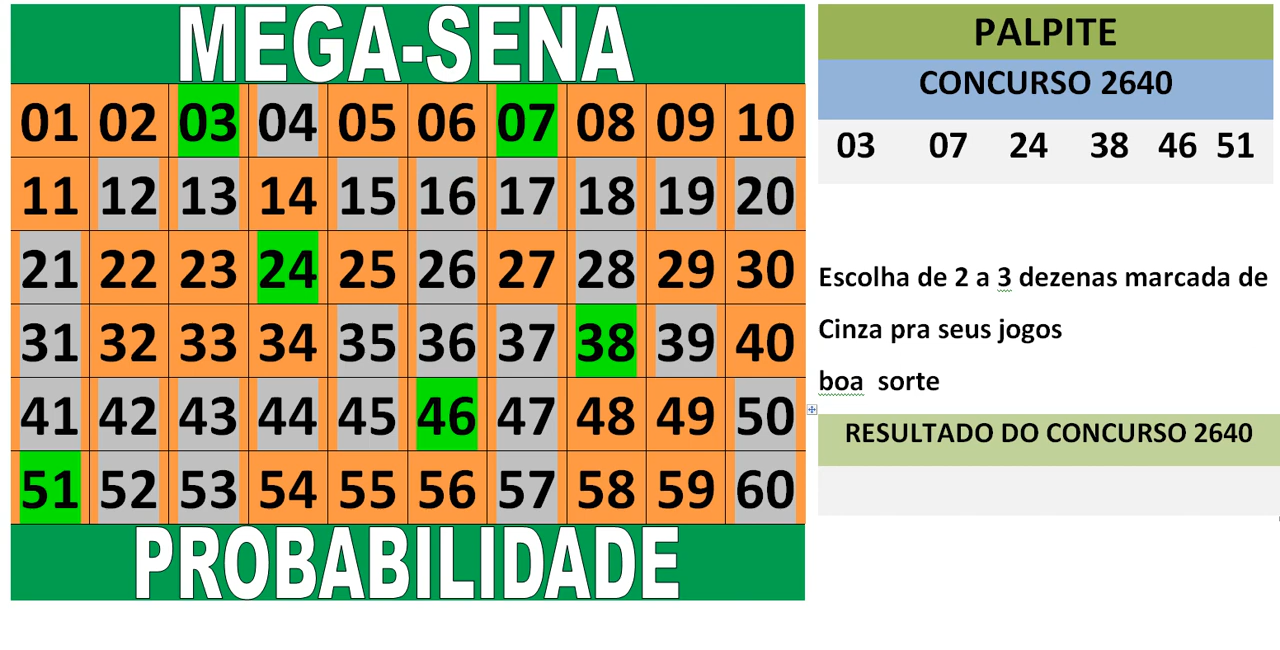 MEGA-SENA
01 02 03 04 05 06 07 08 09 10
11 12 13 14 15 16 17 18 19 20
21 22 23 24 25 26 27 28 29 30
31 32 33 34 35 36 37 38 39 40
41 42 43 44 45 46 47 48 49 50
51 52 53 54 55 56 57 58 59 60
PROBABILIDADE
PALPITE
CONCURSO 2640
03 07 24 38 46 51
Escolha de 2 a 3 dezenas marcada de
Cinza pra seus jogos
boa sorte
RESULTADO DO CONCURSO 2640